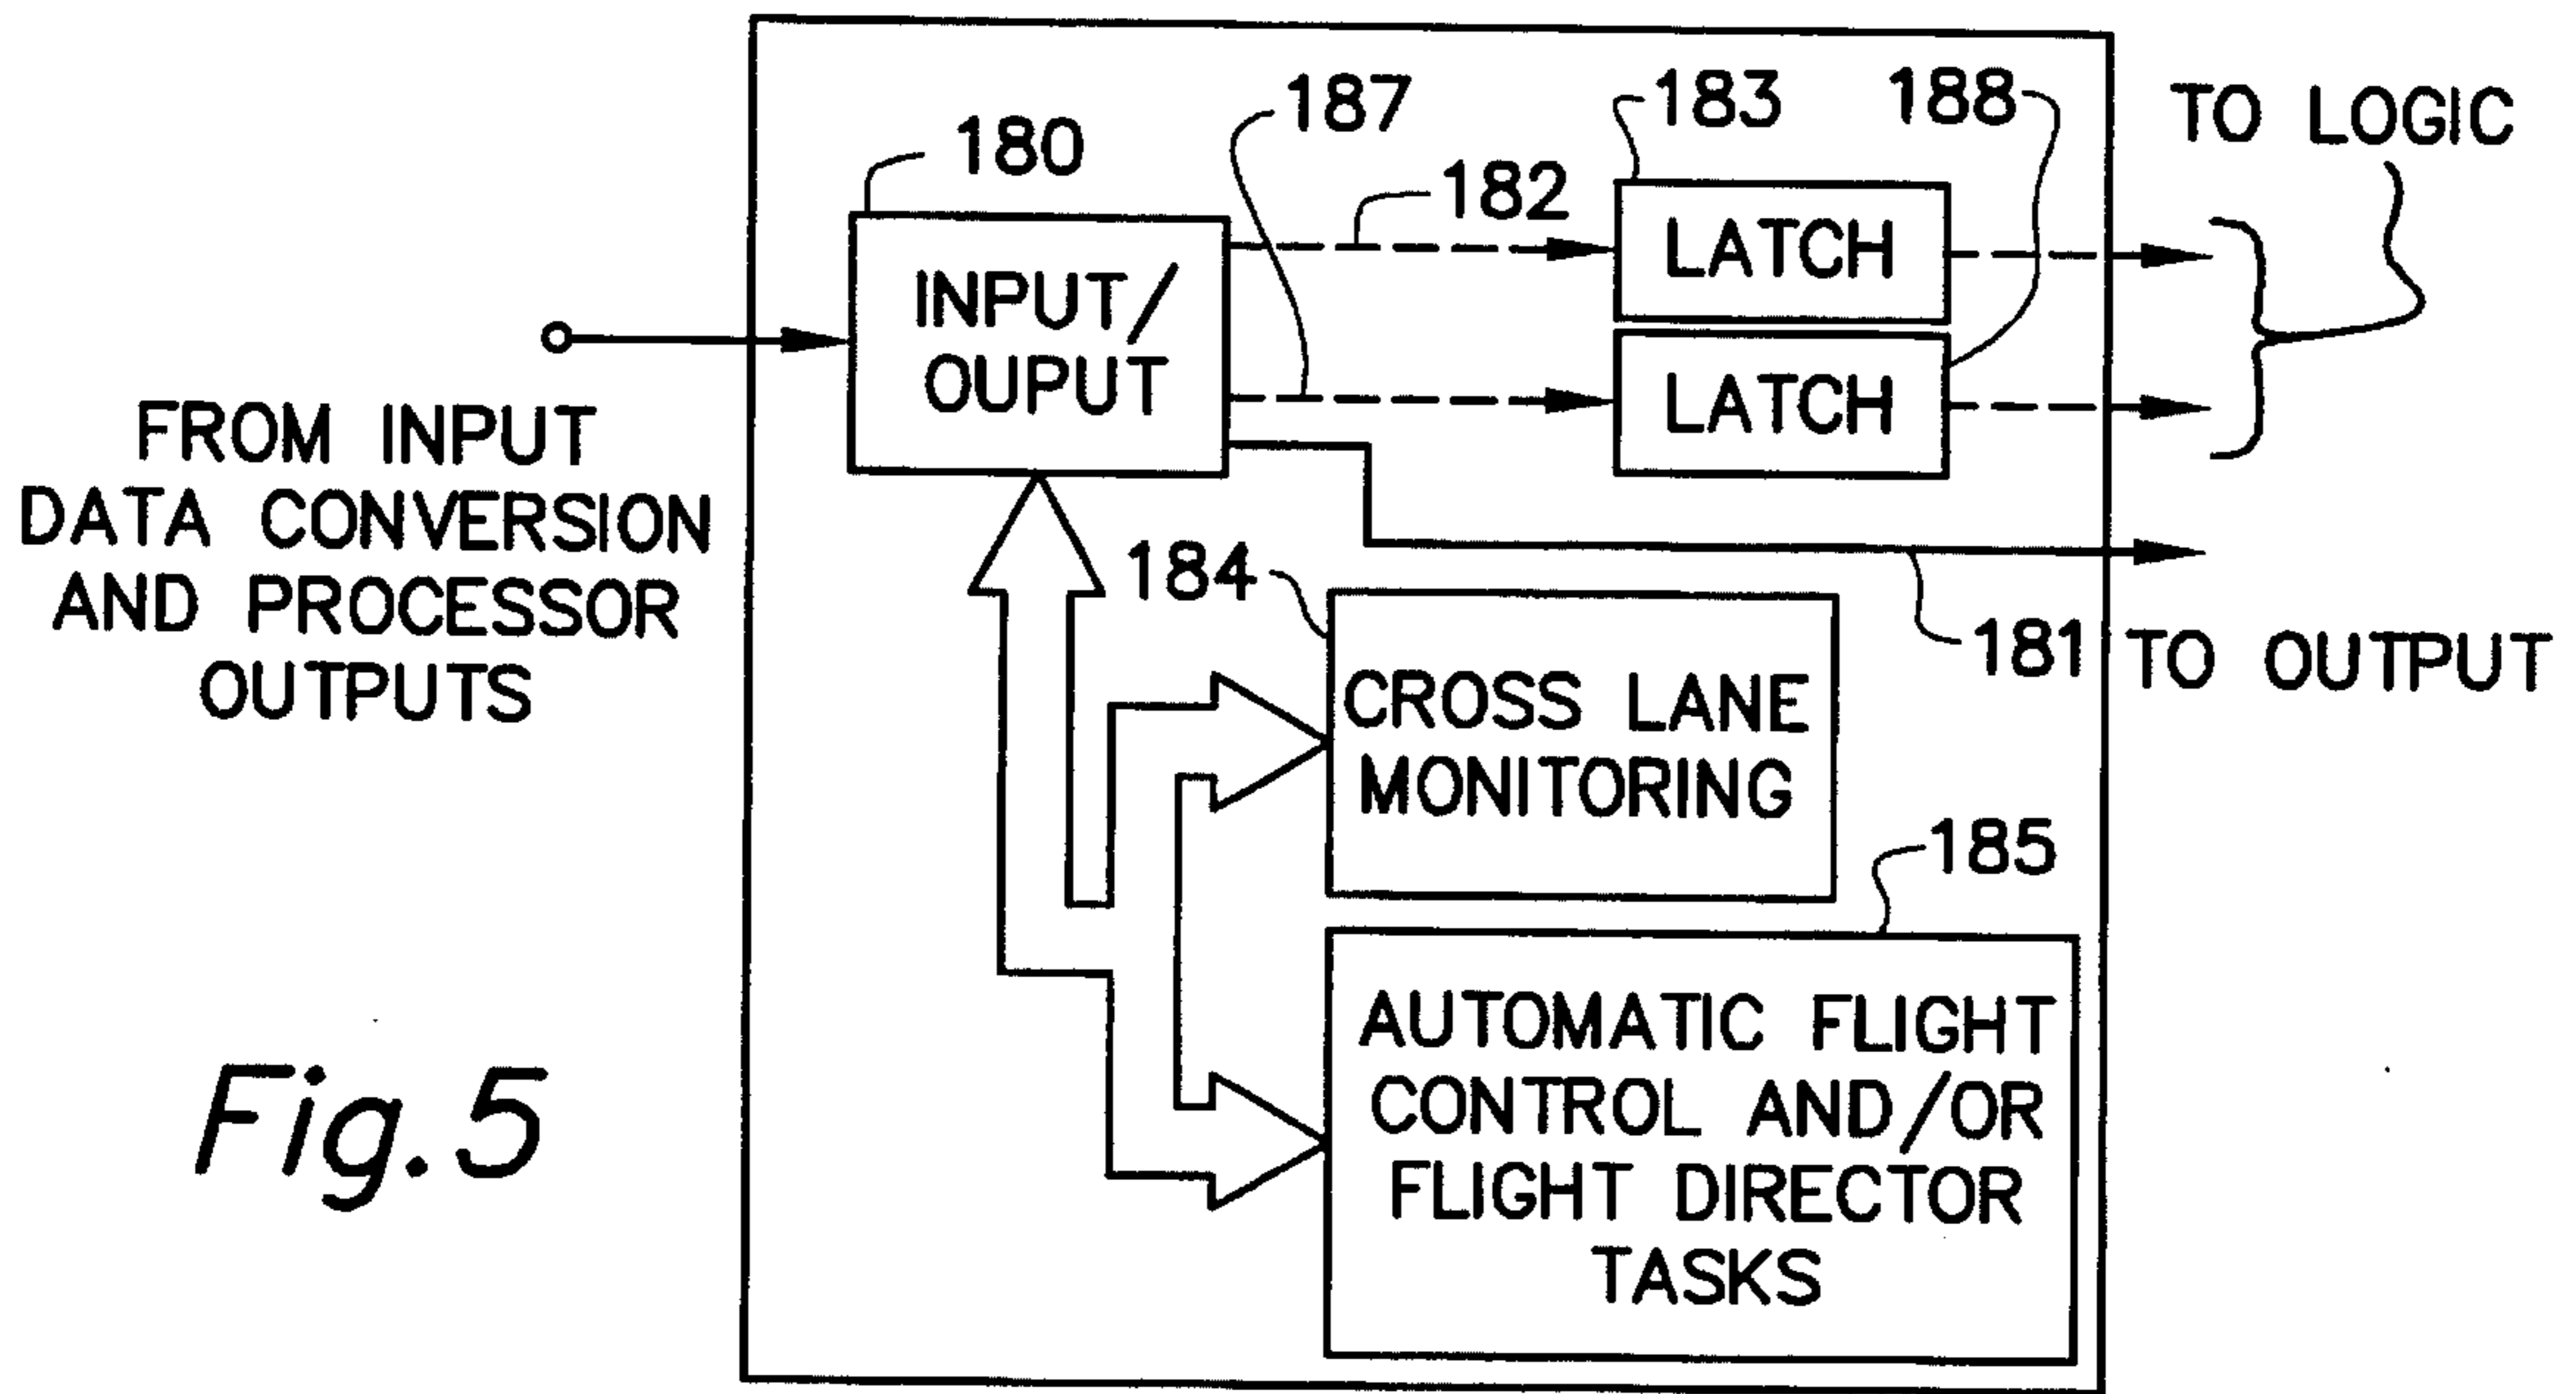 180
187
182
183
188
TO LOGIC
INPUT/
OUPUT
LATCH
LATCH
FROM INPUT
DATA CONVERSION
AND PROCESSOR
OUTPUTS
184
181
TO OUTPUT
CROSS LANE
MONITORING
185
AUTOMATIC FLIGHT
CONTROL AND/OR
FLIGHT DIRECTOR
TASKS
Fig.5